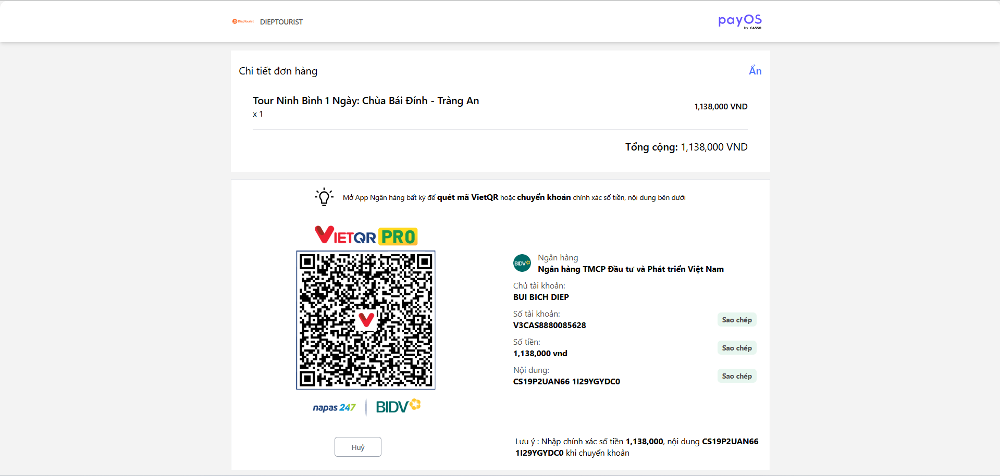 DiepTourist DIEPTOURIST
payOS
by CASSO
Chi tiết đơn hàng
Ẩn
Tour Ninh Bình 1 Ngày: Chùa Bái Đính - Tràng An
x 1
1,138,000 VND
Tổng cộng: 1,138,000 VND
Mở App Ngân hàng bất kỳ để quét mã VietQR hoặc chuyển khoản chính xác số tiền, nội dung bên dưới
VIETQR PRO
napas 247 BIDV
Huỷ
BIDV
Ngân hàng
Ngân hàng TMCP Đầu tư và Phát triển Việt Nam
Chủ tài khoản:
BUI BICH DIEP
Số tài khoản:
V3CAS8880085628
Sao chép
Số tiền:
1,138,000 vnd
Sao chép
Nội dung:
CS19P2UAN66 1I29YGYDC0
Sao chép
Lưu ý : Nhập chính xác số tiền 1,138,000, nội dung CS19P2UAN66
1I29YGYDC0 khi chuyển khoản